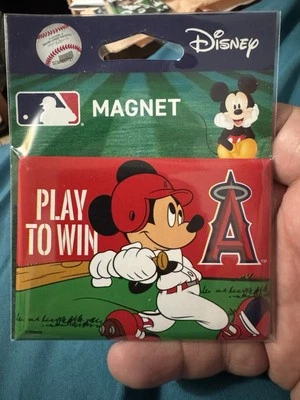 Disney
MAGNET
PLAY
TO WIN
A